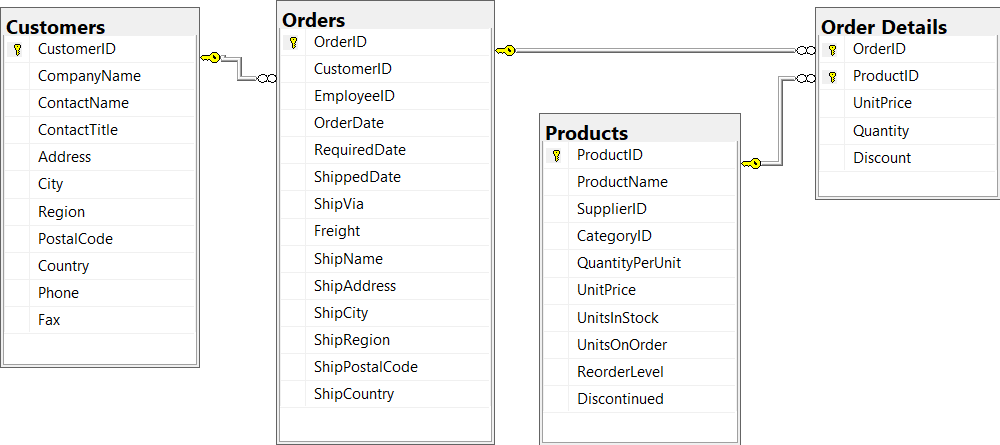 Customers
CustomerID
CompanyName
ContactName
ContactTitle
Address
City
Region
PostalCode
Country
Phone
Fax
Orders
OrderID
CustomerID
EmployeeID
OrderDate
RequiredDate
ShippedDate
ShipVia
Freight
ShipName
ShipAddress
ShipCity
ShipRegion
ShipPostalCode
ShipCountry
Products
ProductID
ProductName
SupplierID
CategoryID
QuantityPerUnit
UnitPrice
UnitsInStock
UnitsOnOrder
ReorderLevel
Discontinued
Order Details
OrderID
ProductID
UnitPrice
Quantity
Discount